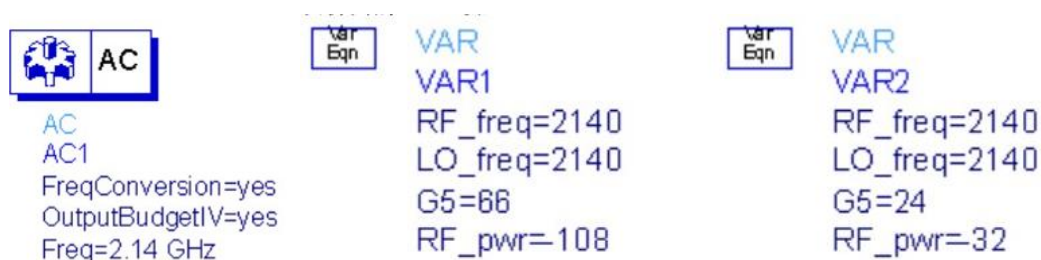 AC
AC
AC1
FreqConversion=yes
OutputBudgetIV=yes
Freq=2.14 GHz
Var
Eqn
VAR
VAR1
RF_freq=2140
LO_freq=2140
G5=66
RF_pwr=-108
Var
Eqn
VAR
VAR2
RF_freq=2140
LO_freq=2140
G5=24
RF_pwr=-32